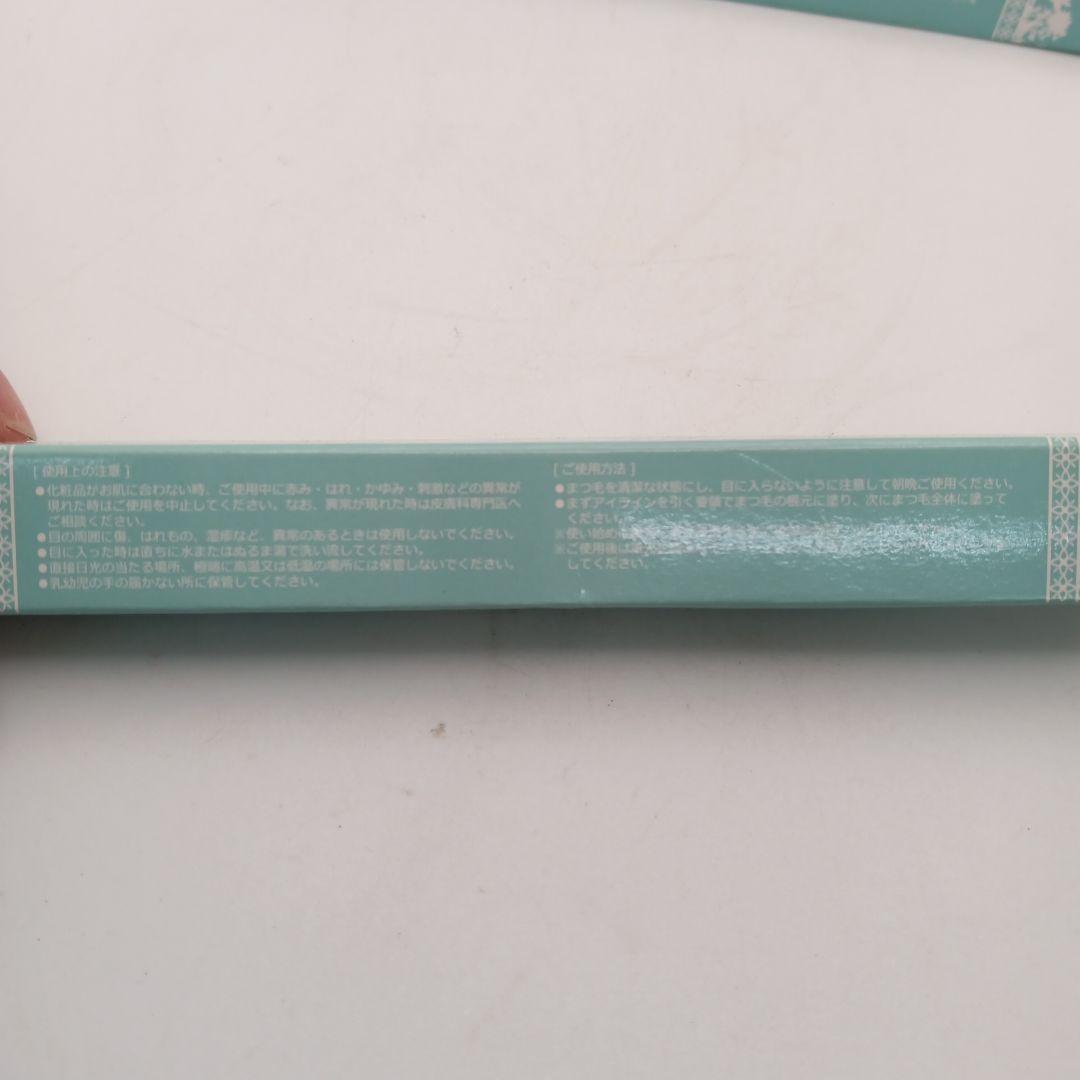 [ 使用上の注意 ]
●化粧品がお肌に合わない時、ご使用中に赤み・はれ・かゆみ・刺激などの異常が
現れた時はご使用を中止してください。なお、異常が現れた時は皮膚科専門医へ
ご相談ください。
●目の周囲に傷、はれもの、湿疹など、異常のあるときは使用しないでください。
●目に入った時は直ちに水またはぬるま湯で洗い流してください。
●直接日光の当たる場所、極端に高温又は低温の場所には保管しないでください。
●乳幼児の手の届かない所に保管してください。
[ ご使用方法 ]
●まつ毛を清潔な状態にし、目に入らないように注意して朝晩ご使用ください。
●まずアイラインを引く要領でまつ毛の根元に塗り、次にまつ毛全体に塗って
ください。
※使い始め
※ご使用後は
してください。